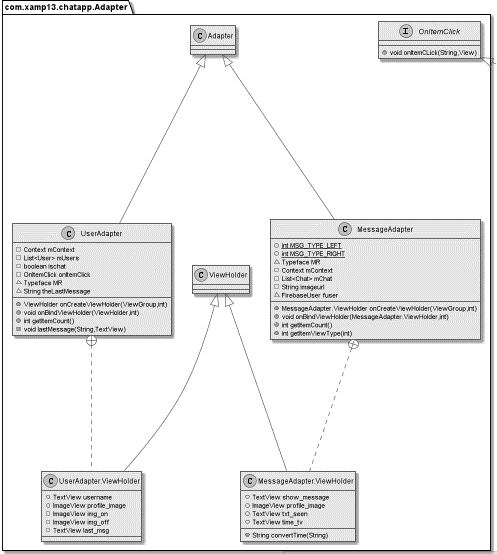 com.xamp13.chatapp.Adapter
C Adapter
I OnItemClick
void onItemCLick(String,View)
C UserAdapter
Context mContext
List<User> mUsers
boolean ischat
OnItemClick onItemClick
Typeface MR
String theLastMessage
ViewHolder onCreateViewHolder(ViewGroup,int)
void onBindViewHolder(ViewHolder,int)
int getItemCount()
void lastMessage(String,TextView)
C MessageAdapter
int MSG_TYPE_LEFT
int MSG_TYPE_RIGHT
Typeface MR
Context mContext
List<Chat> mChat
String imageurl
FirebaseUser fuser
MessageAdapter.ViewHolder onCreateViewHolder(ViewGroup,int)
void onBindViewHolder(MessageAdapter.ViewHolder,int)
int getItemCount()
int getItemViewType(int)
C ViewHolder
C UserAdapter.ViewHolder
TextView username
ImageView profile_image
ImageView img_on
ImageView img_off
TextView last_msg
C MessageAdapter.ViewHolder
TextView show_message
ImageView profile_image
TextView txt_seen
TextView time_tv
String convertTime(String)